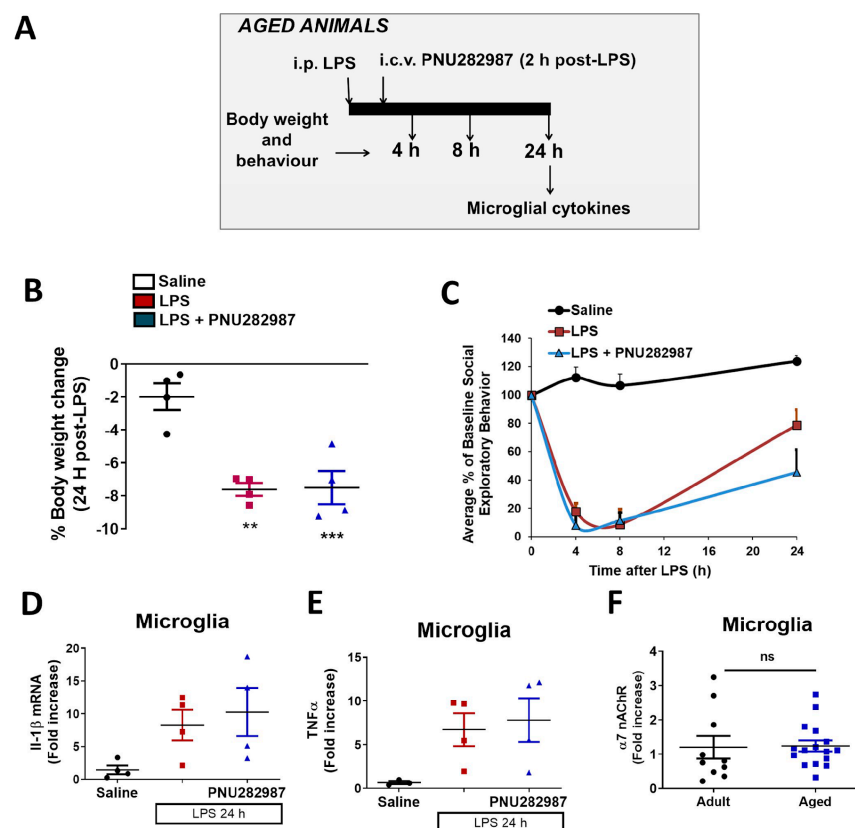 A
AGED ANIMALS
i.p. LPS
i.c.v. PNU282987 (2 h post-LPS)
Body weight
and
behaviour
4 h
8 h
24 h
Microglial cytokines
B
Saline
LPS
LPS + PNU282987
% Body weight change
(24 H post-LPS)
0
-2
-4
-6
-8
-10
**
***
C
Saline
LPS
LPS + PNU282987
Average % of Baseline Social
Exploratory Behavior
140
120
100
80
60
40
20
0
0
4
8
12
16
20
24
Time after LPS (h)
D
Microglia
Il-1β mRNA
(Fold increase)
20
15
10
5
0
Saline
PNU282987
LPS 24 h
E
Microglia
TNFα
(Fold increase)
15
10
5
0
Saline
PNU282987
LPS 24 h
F
Microglia
ns
α7 nAChR
(Fold increase)
4
3
2
1
0
Adult
Aged